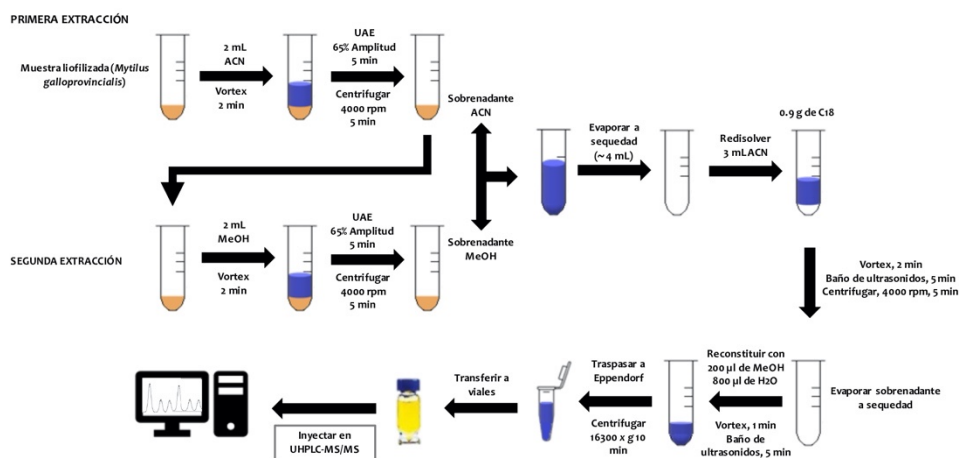 PRIMERA EXTRACCIÓN
Muestra liofilizada (Mytilus
galloprovincialis)
2 mL
ACN
Vortex
2 min
UAE
65% Amplitud
5 min
Centrifugar
4000 rpm
5 min
Sobrenadante
ACN
Evaporar a
sequedad
(~4 mL)
Redisolver
3 mL ACN
0.9 g de C18
SEGUNDA EXTRACCIÓN
2 mL
MeOH
Vortex
2 min
UAE
65% Amplitud
5 min
Centrifugar
4000 rpm
5 min
Sobrenadante
MeOH
Vortex, 2 min
Baño de ultrasonidos, 5 min
Centrifugar, 4000 rpm, 5 min
Evaporar sobrenadante
a sequedad
Reconstituir con
200 µl de MeOH
800 µl de H2O
Vortex, 1 min
Baño de
ultrasonidos, 5 min
Traspasar a
Eppendorf
Centrifugar
16300 x g 10
min
Transferir a
viales
Inyectar en
UHPLC-MS/MS